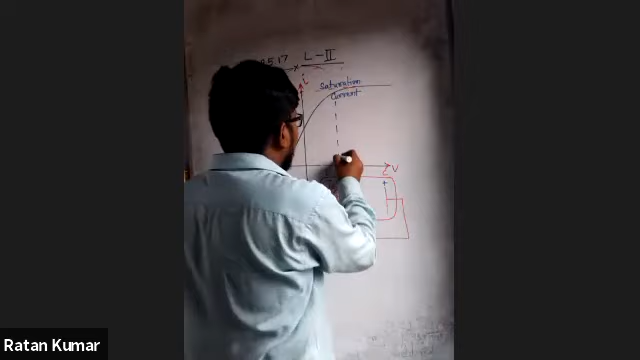 L-II
i
Saturation
Current
V
Ratan Kumar